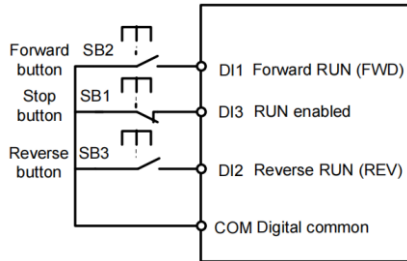 Forward button SB2 DI1 Forward RUN (FWD)
Stop button SB1 DI3 RUN enabled
Reverse button SB3 DI2 Reverse RUN (REV)
COM Digital common